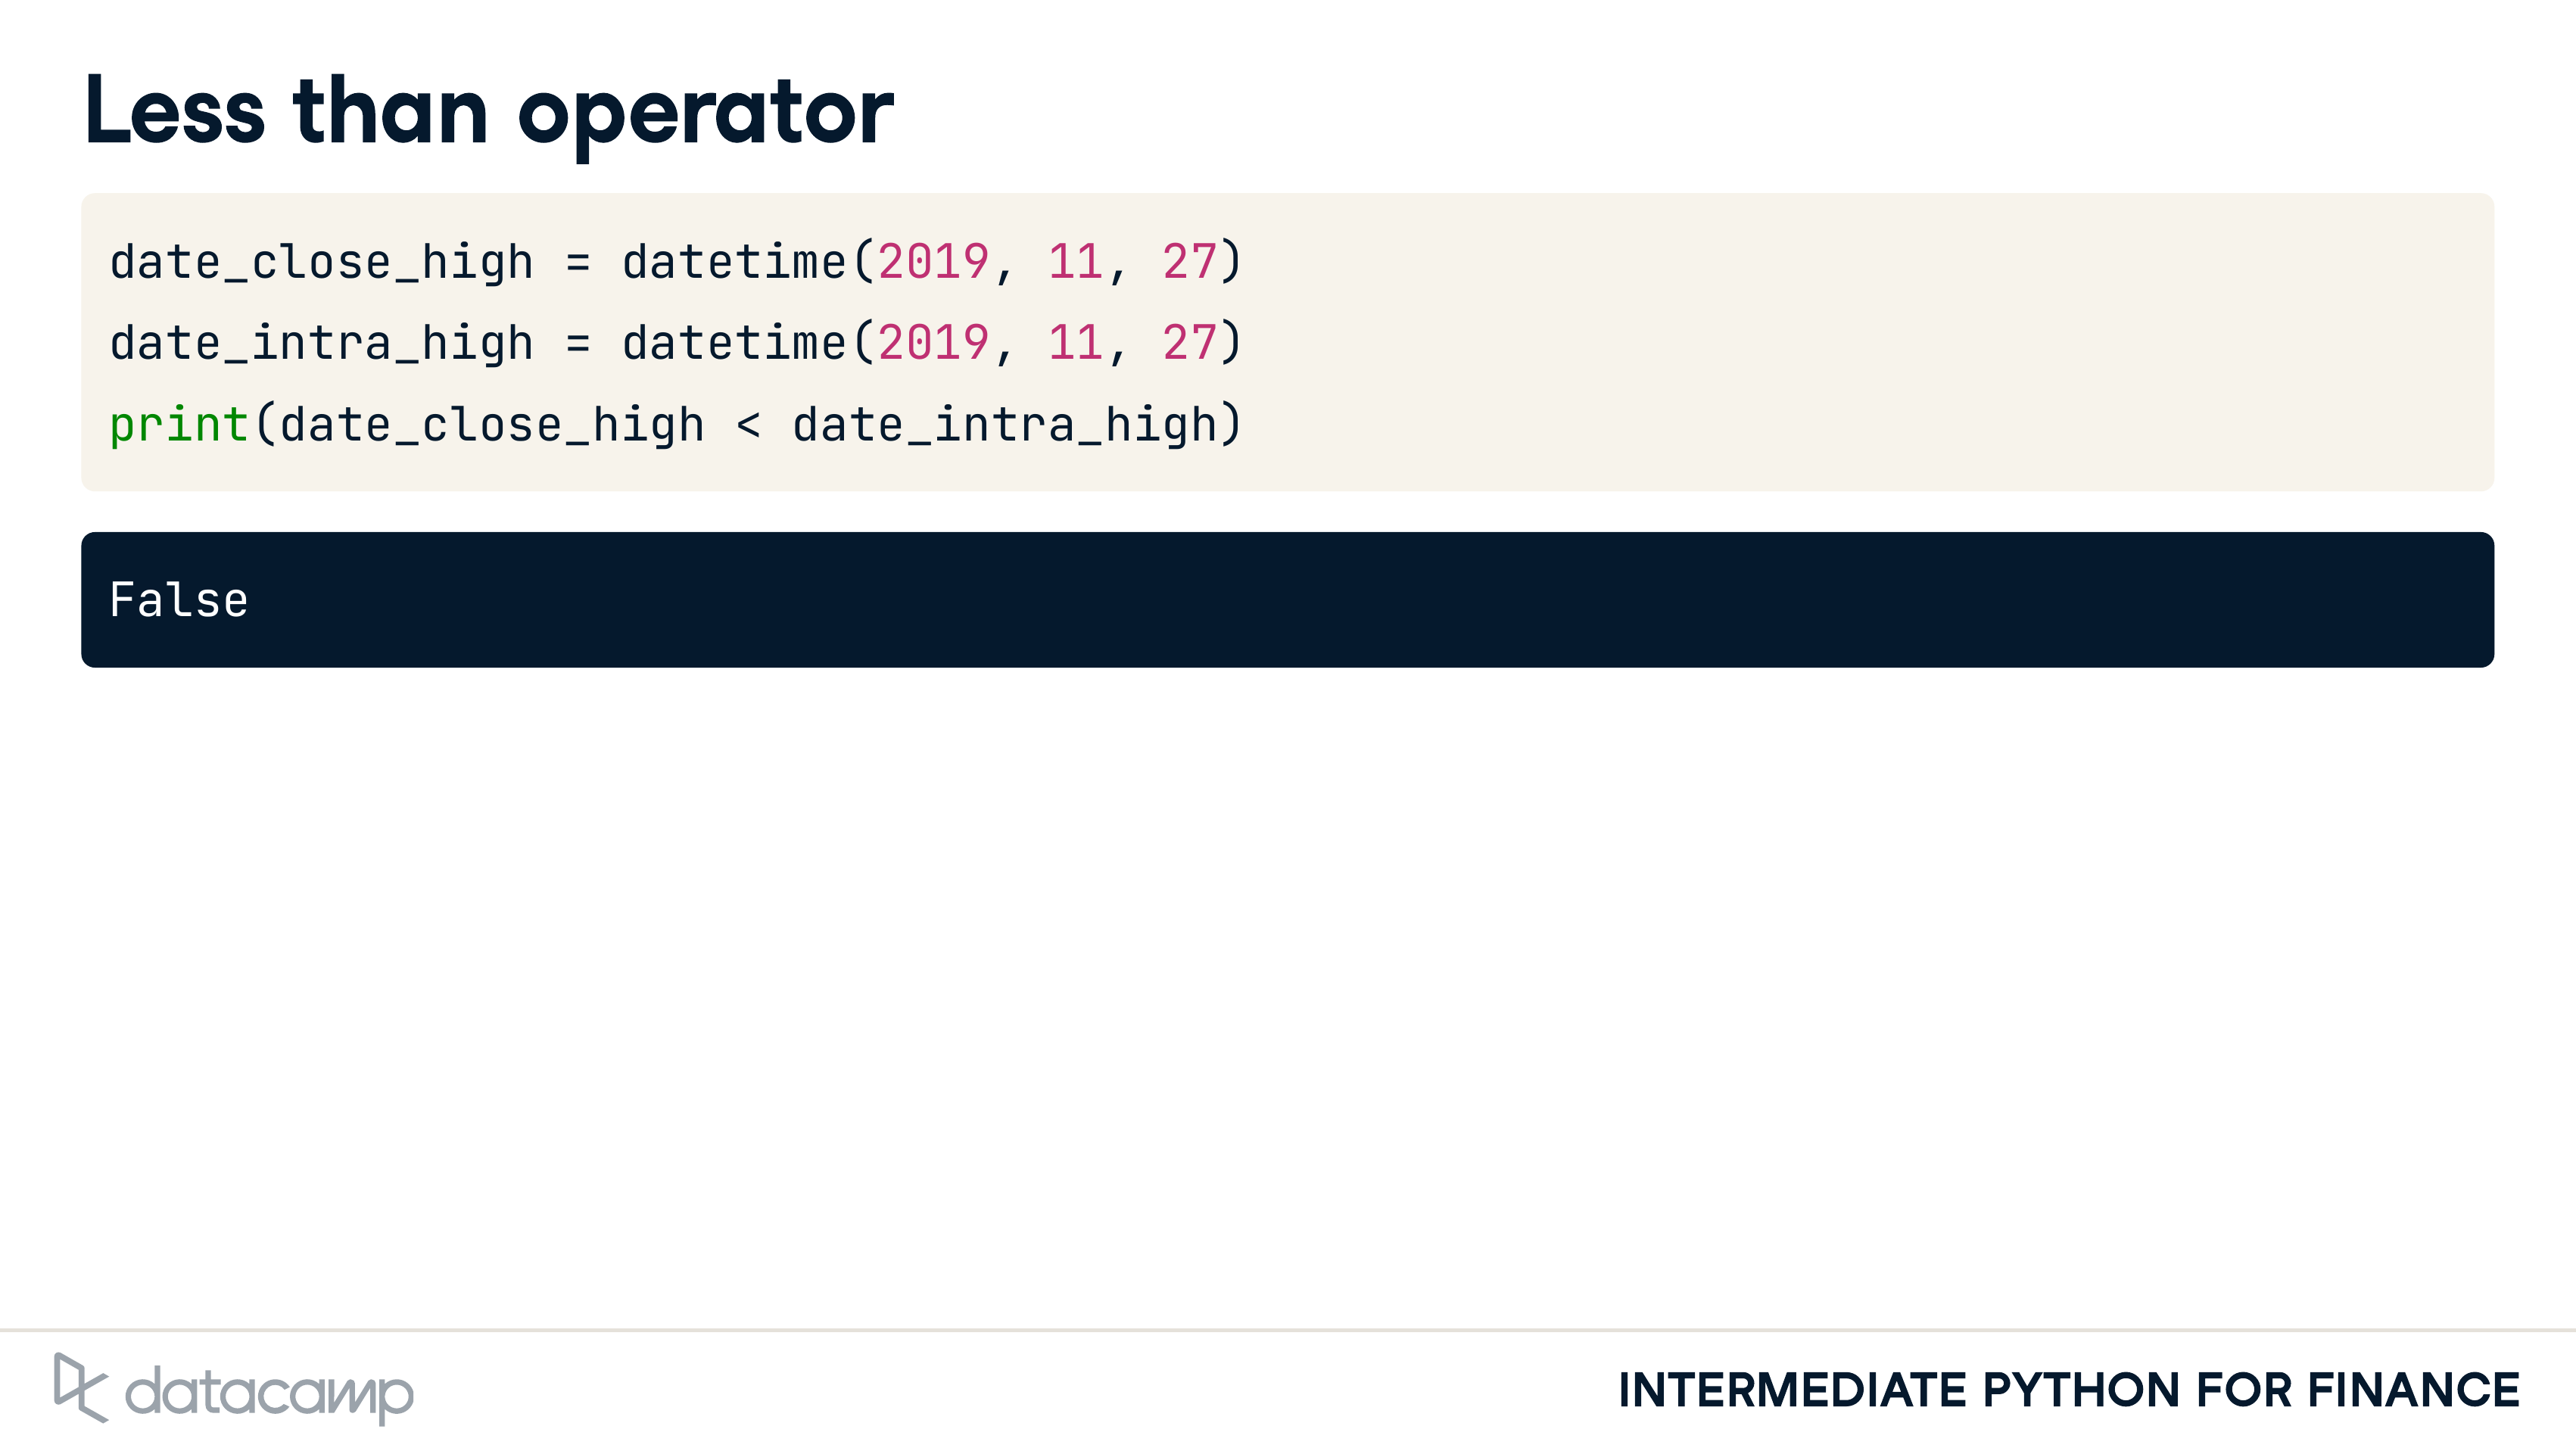 Less than operator
date_close_high = datetime(2019, 11, 27)
date_intra_high = datetime(2019, 11, 27)
print(date_close_high < date_intra_high)
False
datacamp
INTERMEDIATE PYTHON FOR FINANCE